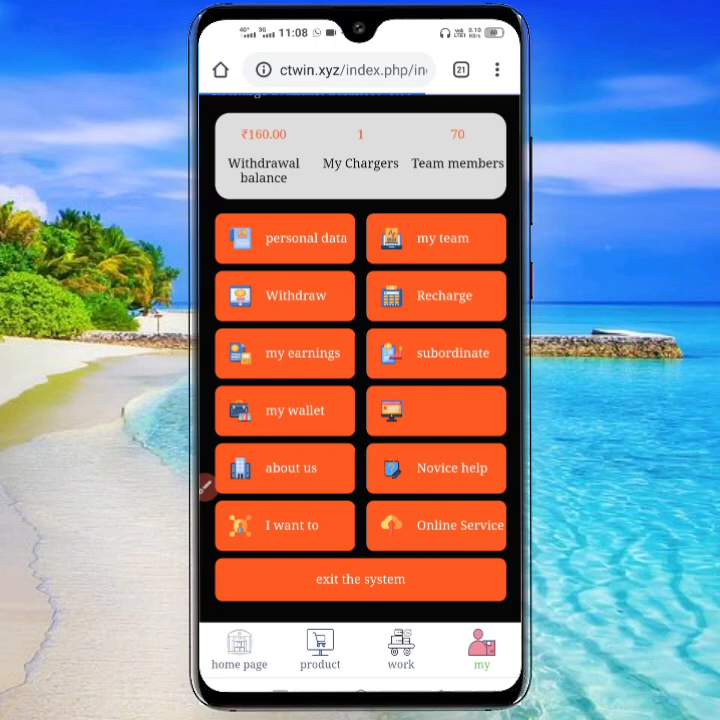 4G+ 3G 11:08
ctwin.xyz/index.php/in
21
₹160.00 1 70
Withdrawal balance My Chargers Team members
personal data my team
Withdraw Recharge
my earnings subordinate
my wallet
about us Novice help
I want to Online Service
exit the system
home page product work my